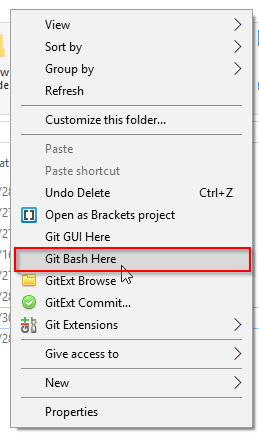 View
Sort by
Group by
Refresh
Customize this folder...
Paste
Paste shortcut
Undo Delete Ctrl+Z
Open as Brackets project
Git GUI Here
Git Bash Here
GitExt Browse
GitExt Commit...
Git Extensions
Give access to
New
Properties